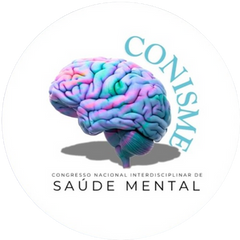 CONISME
CONGRESSO NACIONAL INTERDISCIPLINAR DE
SAÚDE MENTAL